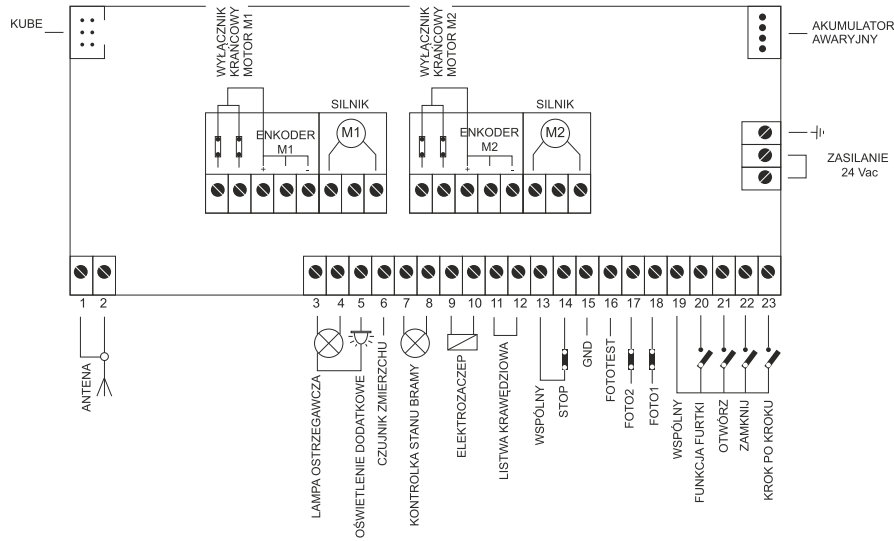 KUBE
WYŁĄCZNIK
KRAŃCOWY
MOTOR M1
WYŁĄCZNIK
KRAŃCOWY
MOTOR M2
AKUMULATOR
AWARYJNY
SILNIK
M1
ENKODER
M1
+
-
SILNIK
M2
ENKODER
M2
+
-
ZASILANIE
24 Vac
1 2 3 4 5 6 7 8 9 10 11 12 13 14 15 16 17 18 19 20 21 22 23
ANTENA
LAMPA OSTRZEGAWCZA
OŚWIETLENIE DODATKOWE
CZUJNIK ZMIERZCHU
KONTROLKA STANU BRAMY
ELEKTROZACZEP
LISTWA KRAWĘDZIOWA
WSPÓLNY
STOP
GND
FOTOTEST
FOTO2
FOTO1
WSPÓLNY
FUNKCJA FURTKI
OTWÓRZ
ZAMKNIJ
KROK PO KROKU